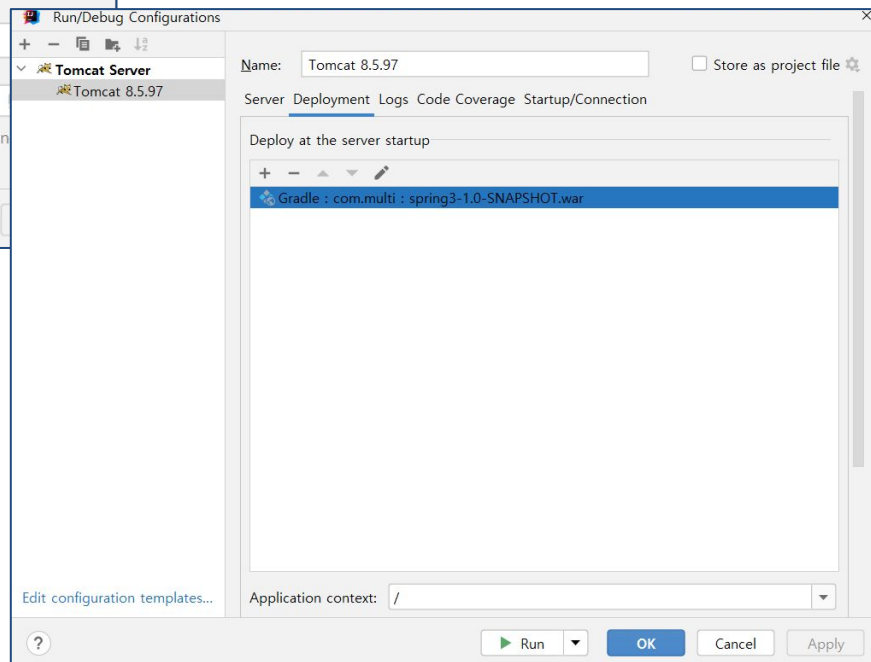 Run/Debug Configurations
Name: Tomcat 8.5.97 Store as project file
Tomcat Server
Tomcat 8.5.97
Server Deployment Logs Code Coverage Startup/Connection
Deploy at the server startup
Gradle : com.multi : spring3-1.0-SNAPSHOT.war
Edit configuration templates...
Application context: /
? Run OK Cancel Apply